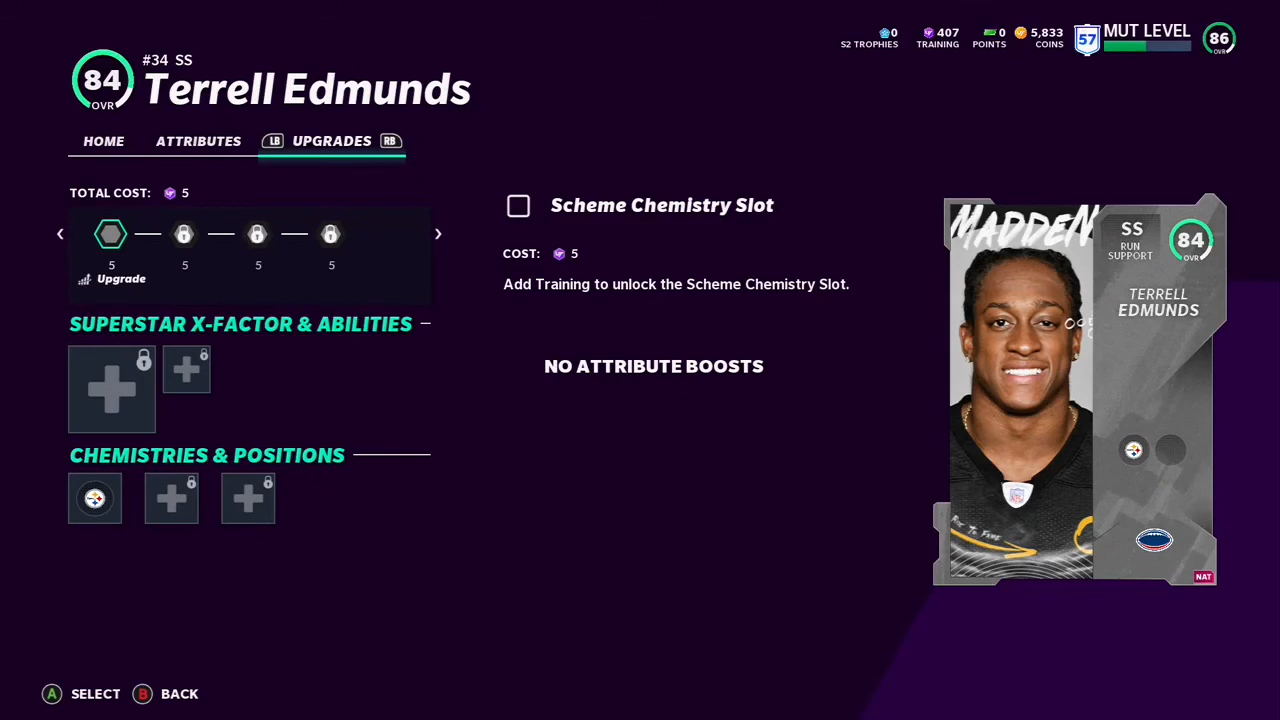 0
S2 TROPHIES
407
TRAINING
0
POINTS
5,833
COINS
57
MUT LEVEL
86
OVR
84
OVR
#34 SS
Terrell Edmunds
HOME
ATTRIBUTES
LB
UPGRADES
RB
TOTAL COST: 5
5
5
5
5
Upgrade
SUPERSTAR X-FACTOR & ABILITIES
CHEMISTRIES & POSITIONS
Scheme Chemistry Slot
COST: 5
Add Training to unlock the Scheme Chemistry Slot.
NO ATTRIBUTE BOOSTS
MADDEN
SS
RUN
SUPPORT
84
OVR
TERRELL
EDMUNDS
NAT
A SELECT
B BACK